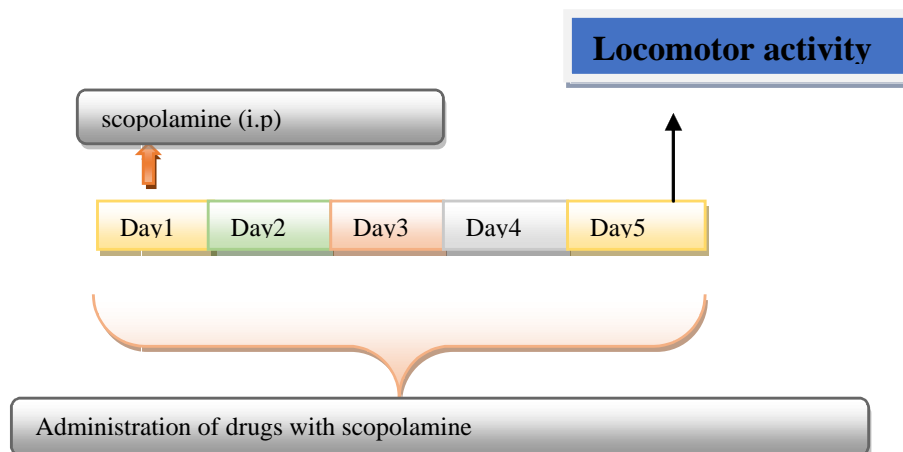 Locomotor activity
scopolamine (i.p)
Day1 Day2 Day3 Day4 Day5
Administration of drugs with scopolamine